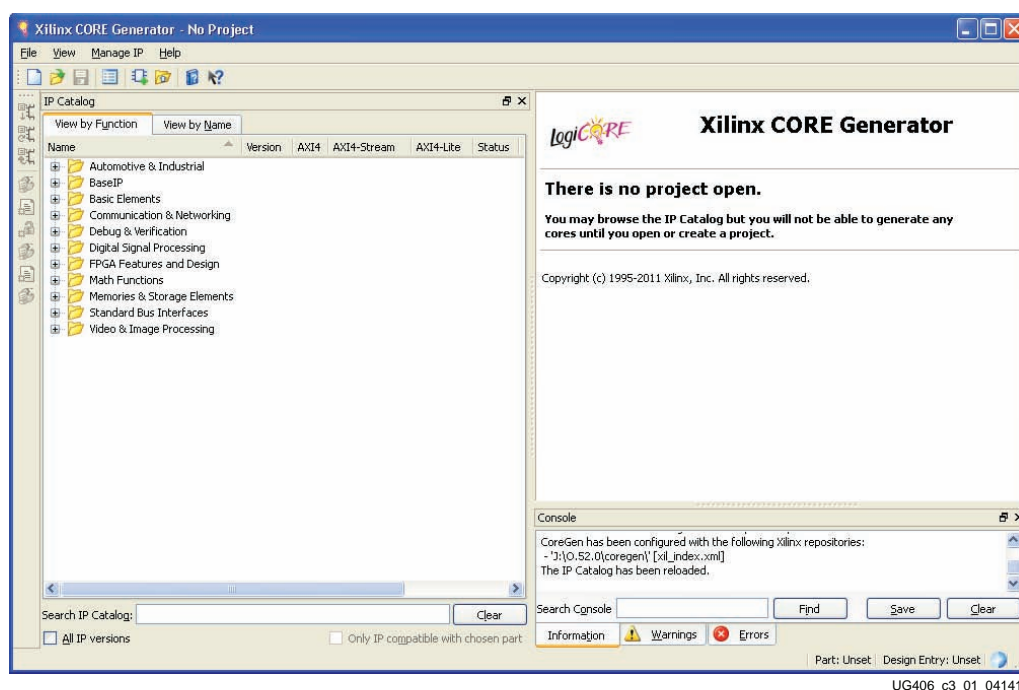 Xilinx CORE Generator - No Project
File View Manage IP Help
IP Catalog
View by Function View by Name
Name Version AXI4 AXI4-Stream AXI4-Lite Status
Automotive & Industrial
BaseIP
Basic Elements
Communication & Networking
Debug & Verification
Digital Signal Processing
FPGA Features and Design
Math Functions
Memories & Storage Elements
Standard Bus Interfaces
Video & Image Processing
Search IP Catalog: Clear
All IP versions Only IP compatible with chosen part
LogiCORE Xilinx CORE Generator
There is no project open.
You may browse the IP Catalog but you will not be able to generate any
cores until you open or create a project.
Copyright (c) 1995-2011 Xilinx, Inc. All rights reserved.
Console
CoreGen has been configured with the following Xilinx repositories:
- 'J:\O.52.0\coregen\' [xil_index.xml]
The IP Catalog has been reloaded.
Search Console Find Save Clear
Information Warnings Errors
Part: Unset Design Entry: Unset
UG406_c3_01_04141